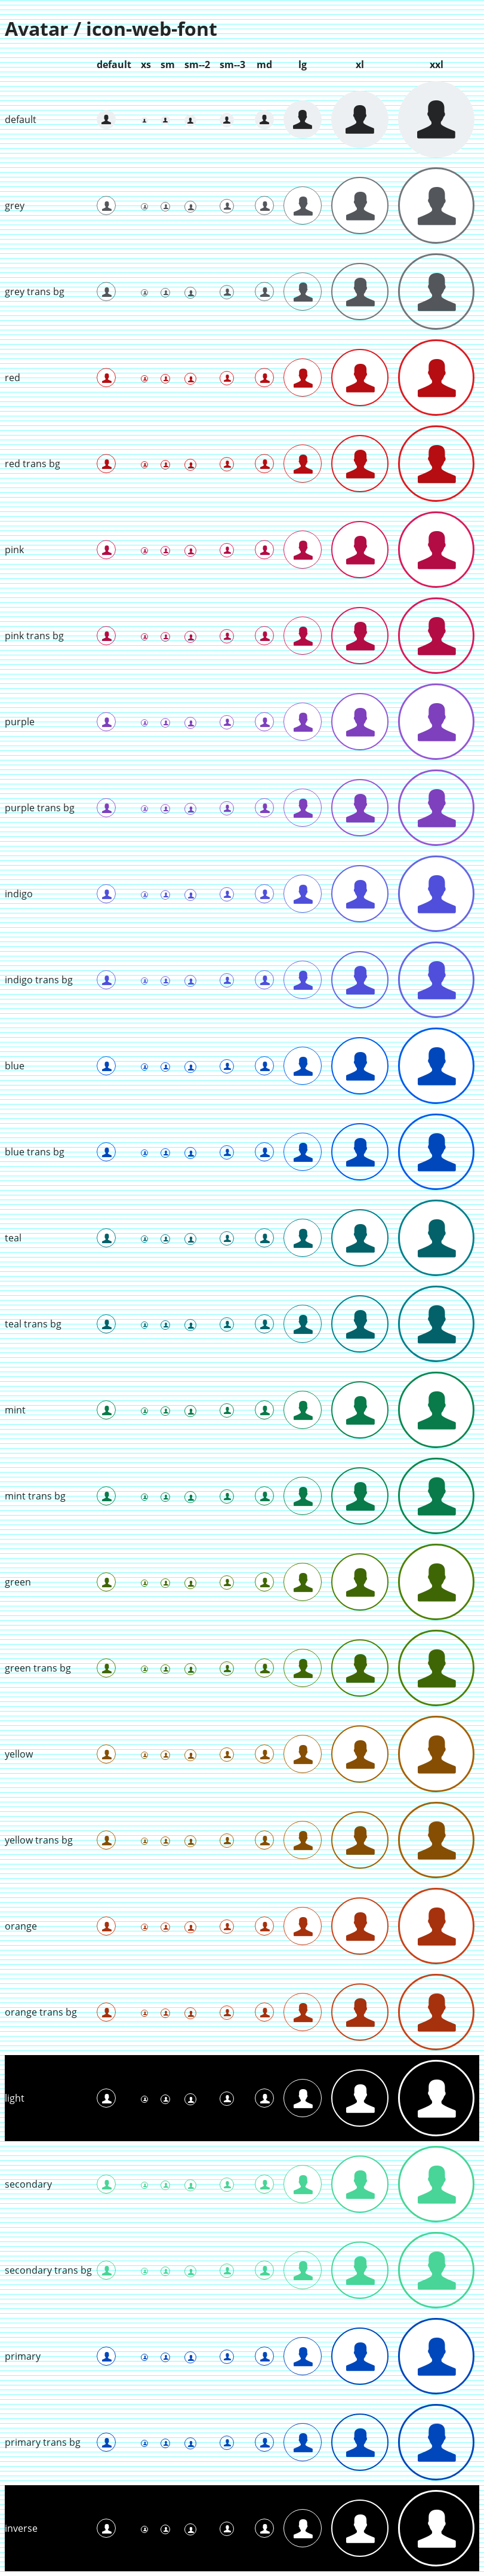 Avatar / icon-web-font
default xs sm sm--2 sm--3 md lg xl xxl
default
grey
grey trans bg
red
red trans bg
pink
pink trans bg
purple
purple trans bg
indigo
indigo trans bg
blue
blue trans bg
teal
teal trans bg
mint
mint trans bg
green
green trans bg
yellow
yellow trans bg
orange
orange trans bg
light
secondary
secondary trans bg
primary
primary trans bg
inverse